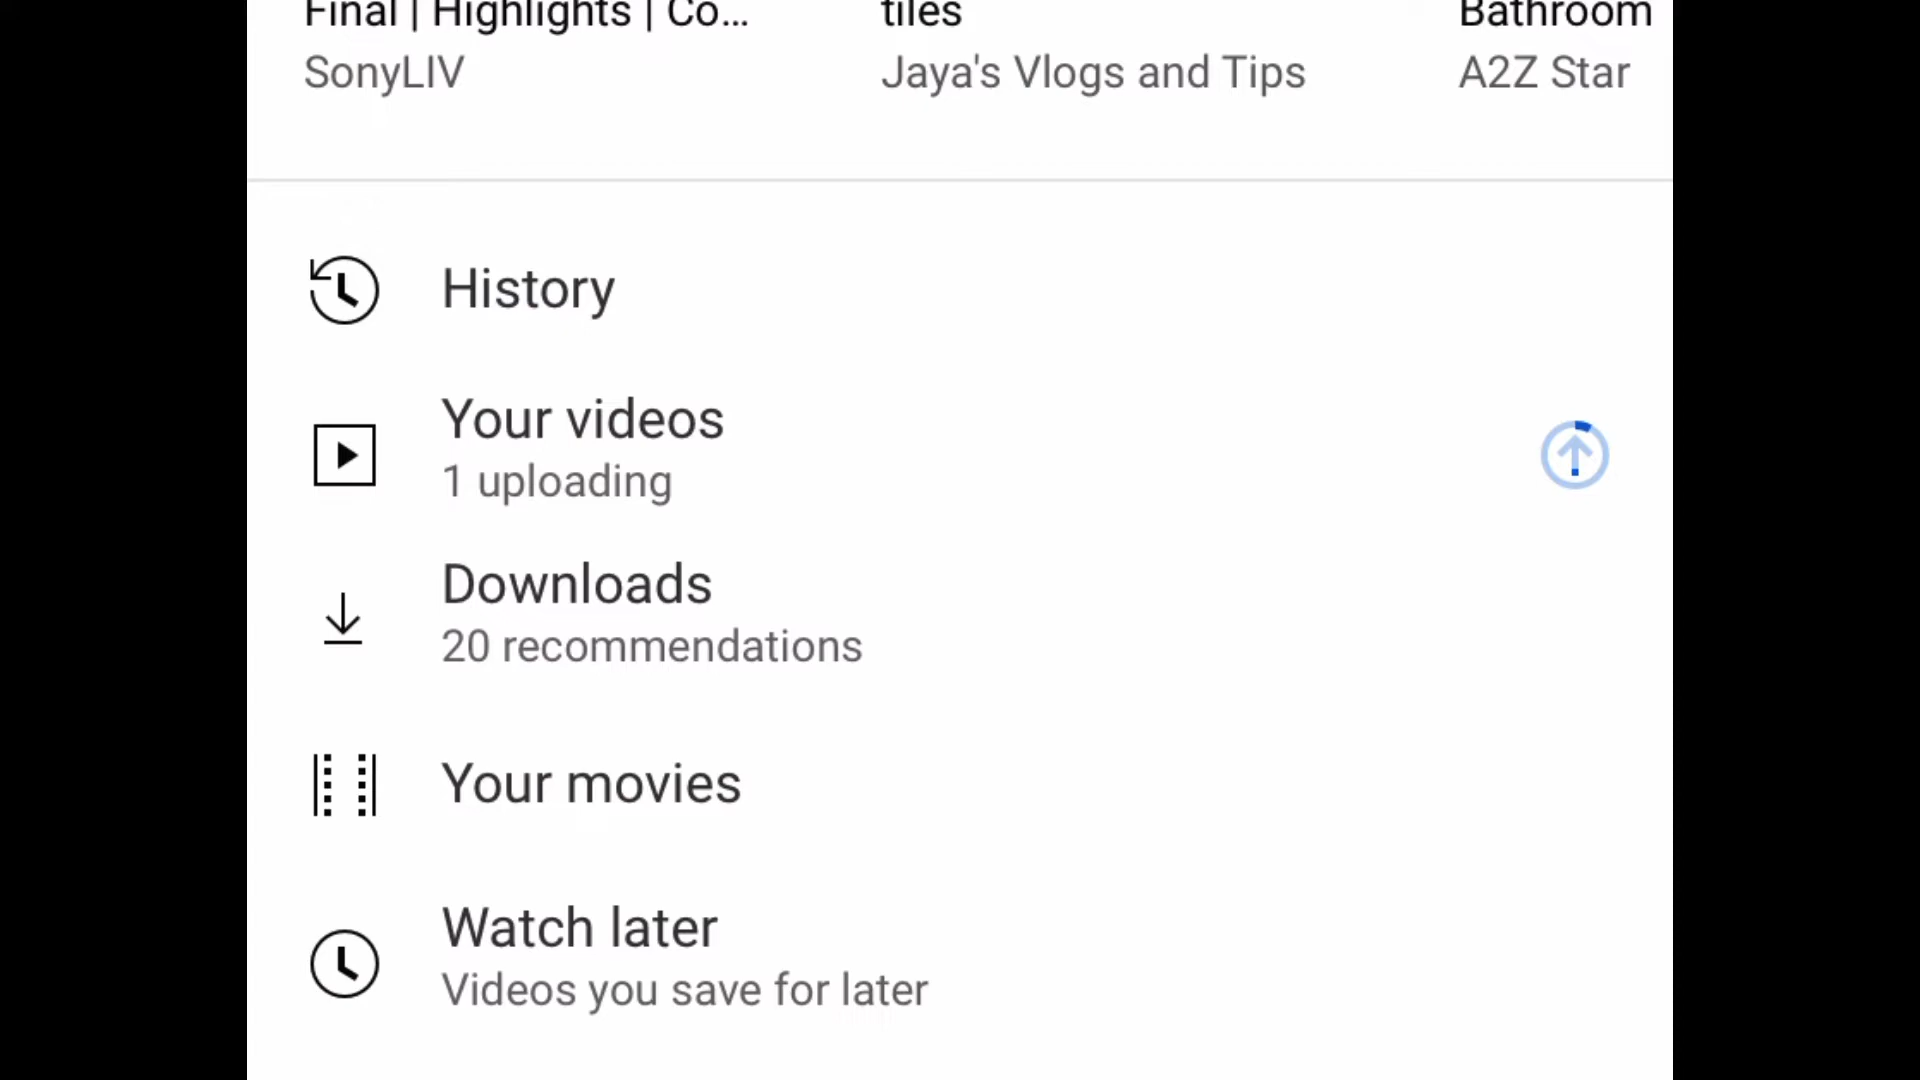 Final | Highlights | Co...
tiles
Bathroom
SonyLIV
Jaya's Vlogs and Tips
A2Z Star
History
Your videos
1 uploading
Downloads
20 recommendations
Your movies
Watch later
Videos you save for later